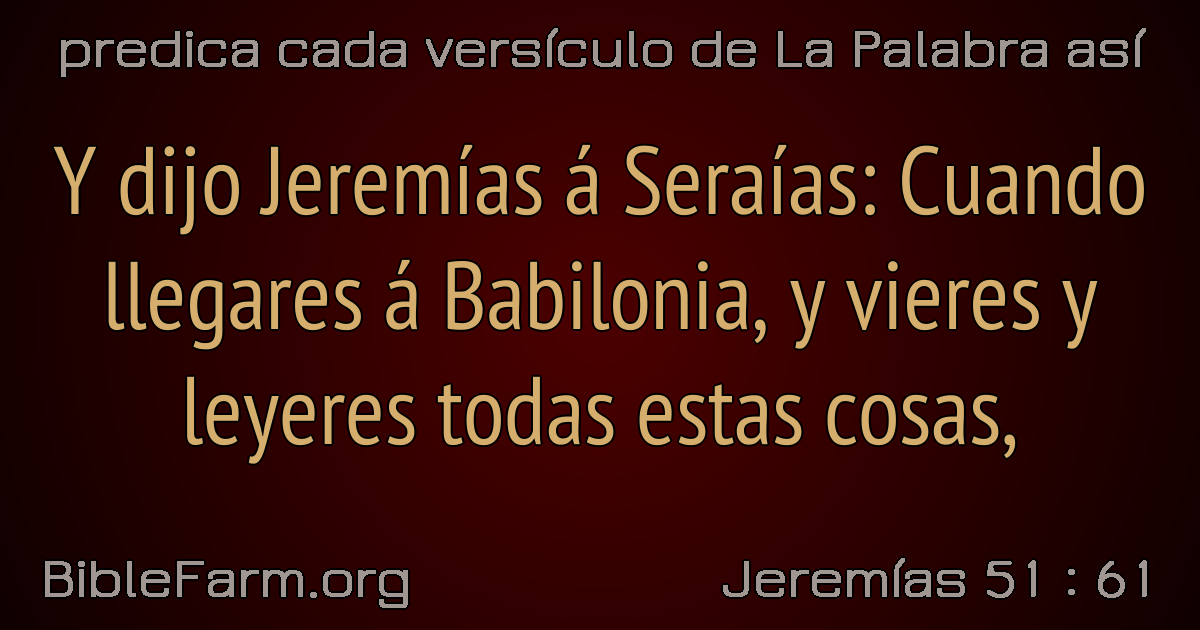 predica cada versículo de La Palabra así
Y dijo Jeremías á Seraías: Cuando
llegares á Babilonia, y vieres y
leyeres todas estas cosas,
BibleFarm.org
Jeremías 51 : 61